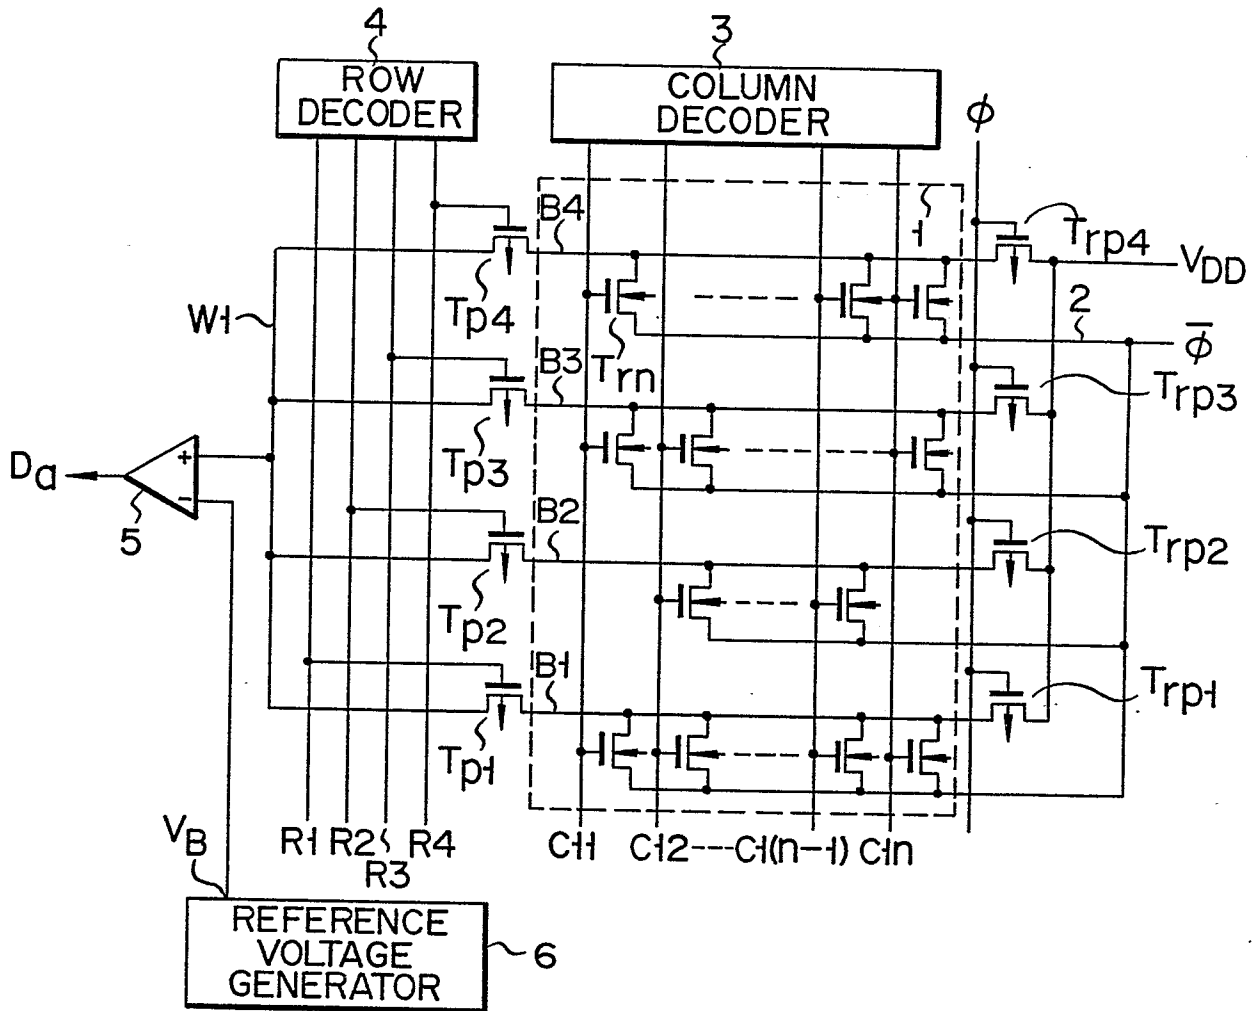 4
3
ROW
DECODER
COLUMN
DECODER
ϕ
B4
1
Trp4
VDD
W1
Tp4
2
Trn
ϕ̅
B3
Trp3
Da
+
Tp3
-
5
B2
Trp2
Tp2
B1
Trp1
Tp1
VB
R1 R2 R4
R3
C11 C12----C1(n-1) C1n
REFERENCE
VOLTAGE
GENERATOR
6